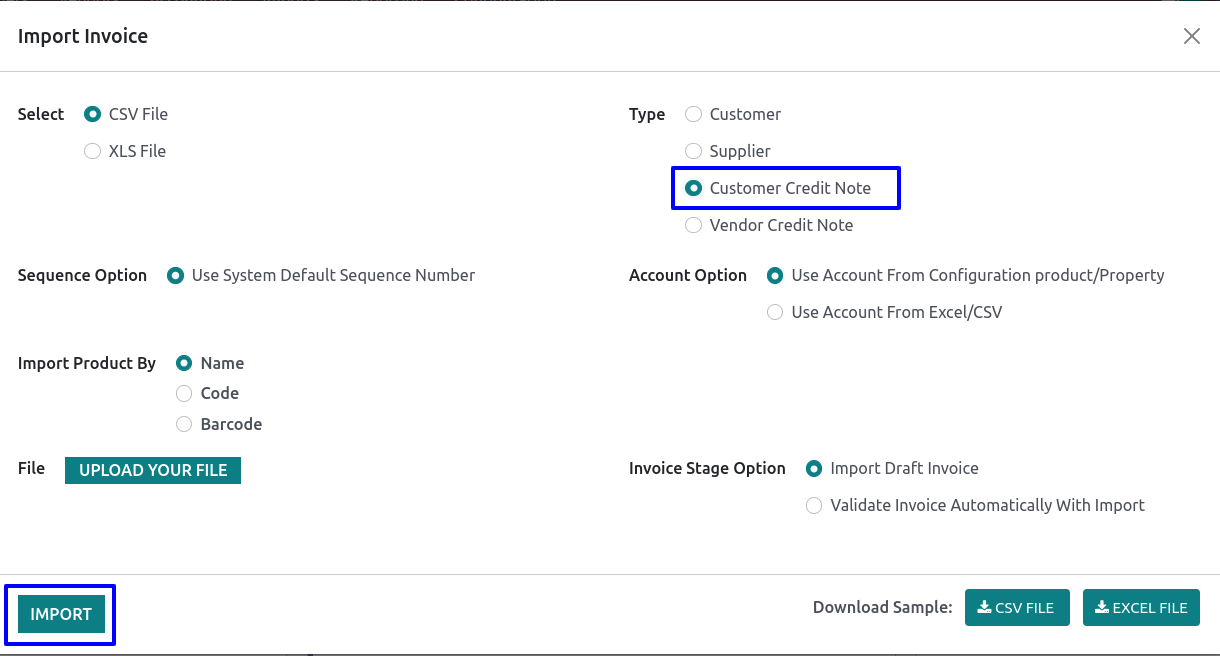 Import Invoice
Select
CSV File
XLS File
Type
Customer
Supplier
Customer Credit Note
Vendor Credit Note
Sequence Option
Use System Default Sequence Number
Account Option
Use Account From Configuration product/Property
Use Account From Excel/CSV
Import Product By
Name
Code
Barcode
File
UPLOAD YOUR FILE
Invoice Stage Option
Import Draft Invoice
Validate Invoice Automatically With Import
IMPORT
Download Sample:
CSV FILE
EXCEL FILE